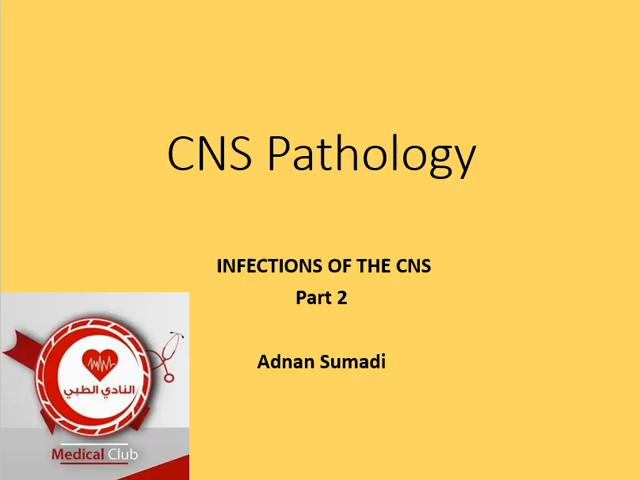 CNS Pathology
INFECTIONS OF THE CNS
Part 2
Adnan Sumadi
النادي الطبي
Medical Club